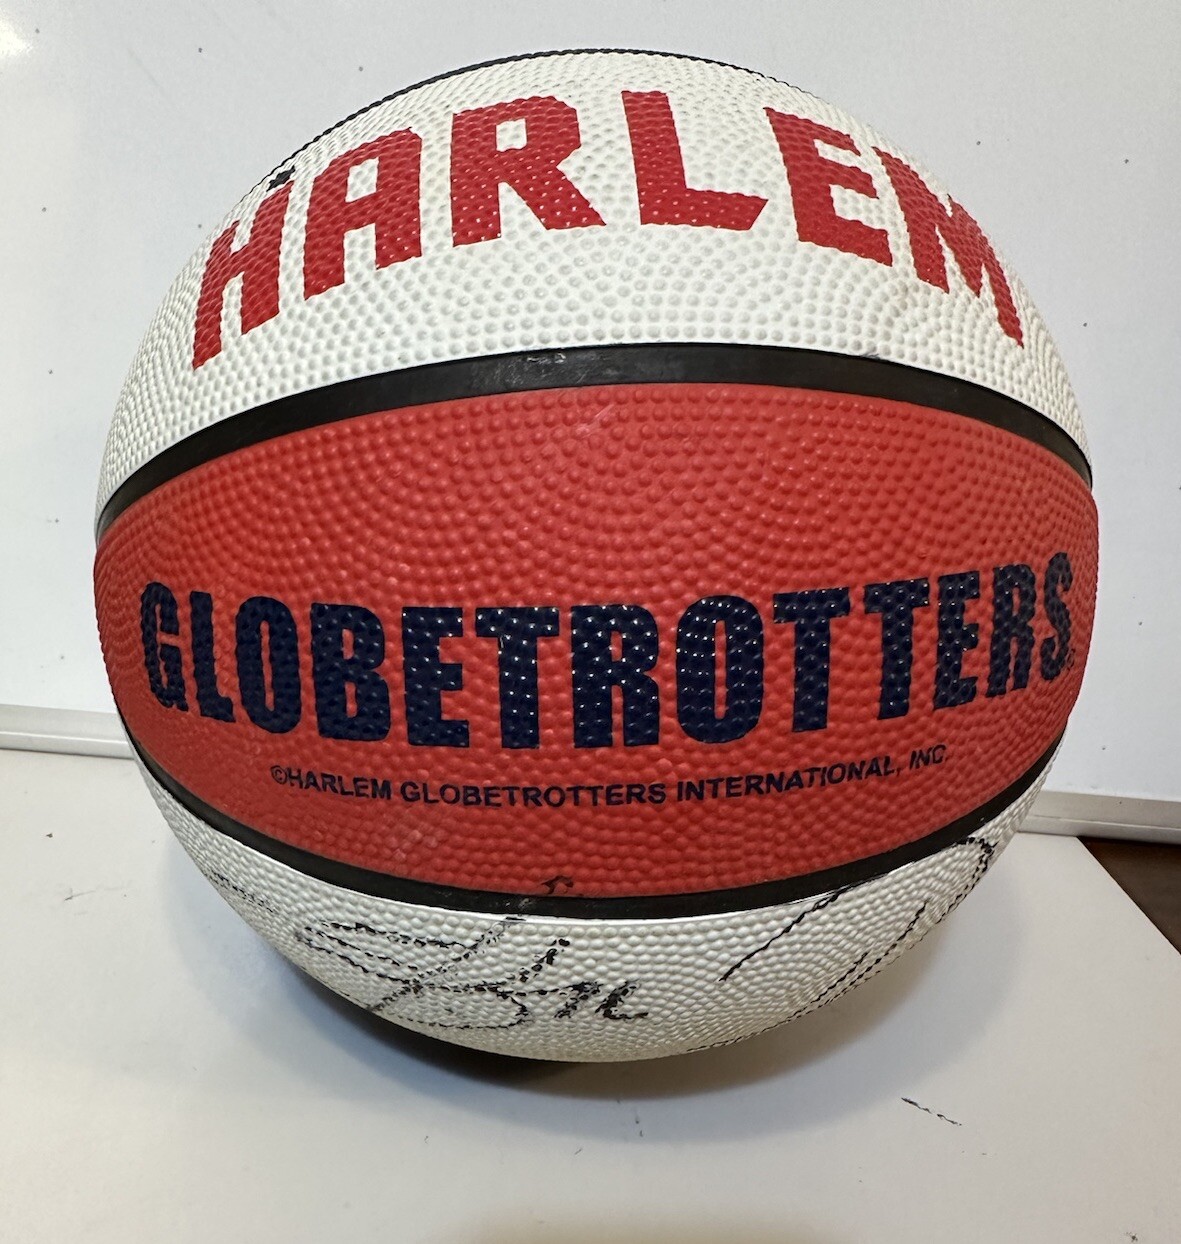 HARLEM
GLOBETROTTERS®
©HARLEM GLOBETROTTERS INTERNATIONAL, INC.